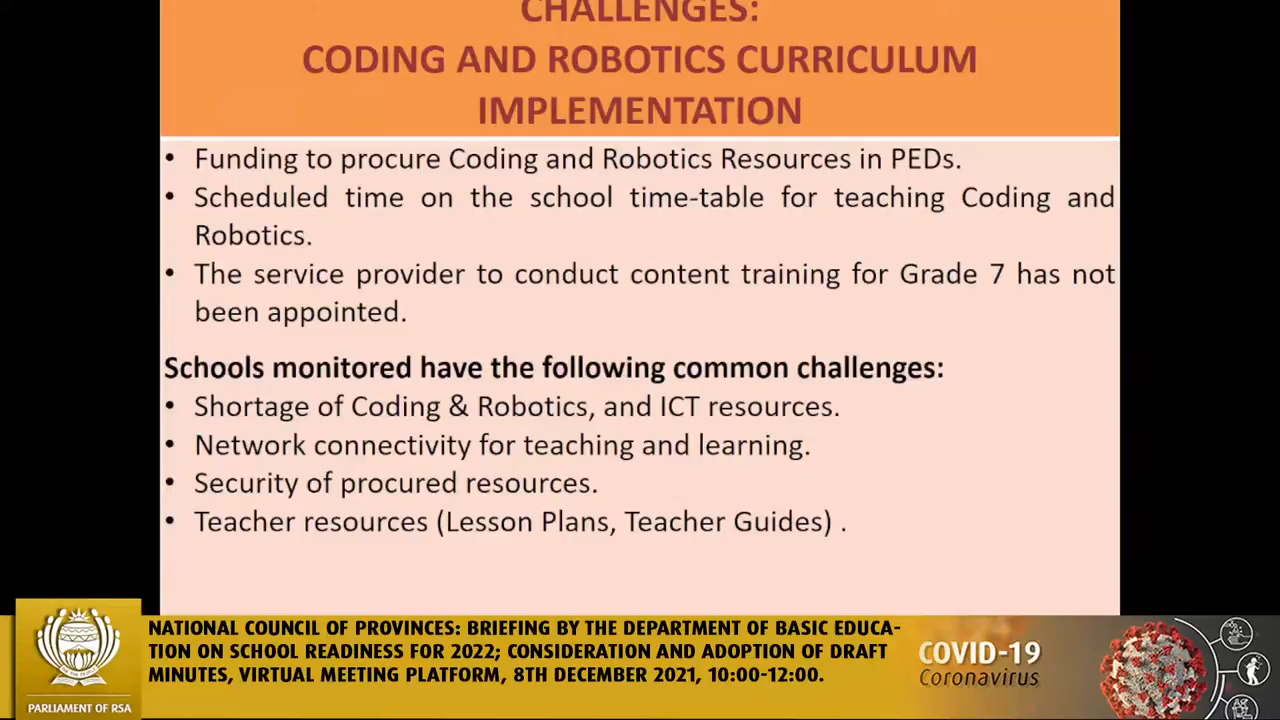 CHALLENGES:
CODING AND ROBOTICS CURRICULUM
IMPLEMENTATION
• Funding to procure Coding and Robotics Resources in PEDs.
• Scheduled time on the school time-table for teaching Coding and
Robotics.
• The service provider to conduct content training for Grade 7 has not
been appointed.
Schools monitored have the following common challenges:
• Shortage of Coding & Robotics, and ICT resources.
• Network connectivity for teaching and learning.
• Security of procured resources.
• Teacher resources (Lesson Plans, Teacher Guides) .
NATIONAL COUNCIL OF PROVINCES: BRIEFING BY THE DEPARTMENT OF BASIC EDUCA-
TION ON SCHOOL READINESS FOR 2022; CONSIDERATION AND ADOPTION OF DRAFT
MINUTES, VIRTUAL MEETING PLATFORM, 8TH DECEMBER 2021, 10:00-12:00.
PARLIAMENT OF RSA
COVID-19
Coronavirus